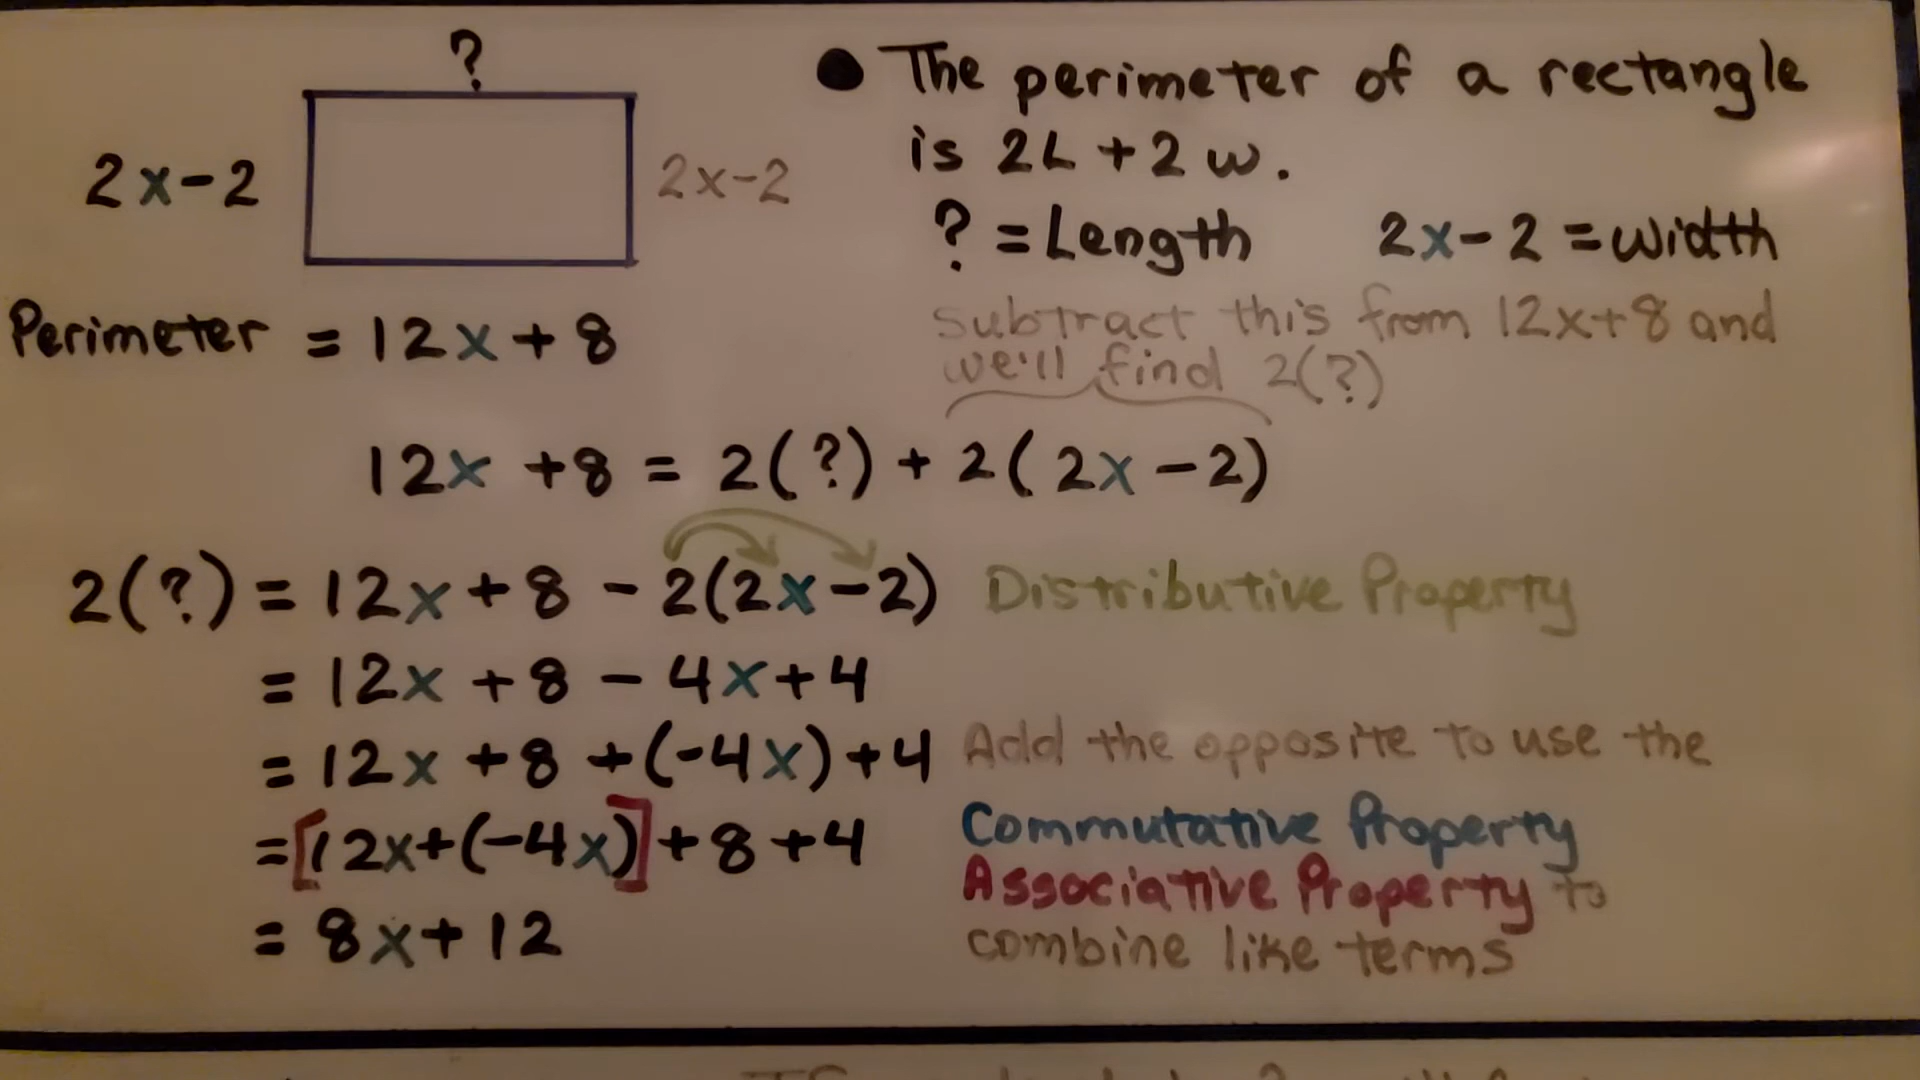 ?
2x-2
2x-2
Perimeter = 12x+8
• The perimeter of a rectangle
is 2L+2w.
? = Length 2x-2 = width
subtract this from 12x+8 and
we'll find 2(?)
12x +8 = 2(?) + 2(2x-2)
2(?) = 12x+8 - 2(2x-2) Distributive Property
= 12x +8 - 4x+4
= 12x +8 +(-4x)+4 Add the opposite to use the
=[12x+(-4x)]+8+4 Commutative Property
Associative Property to
= 8x+12 combine like terms